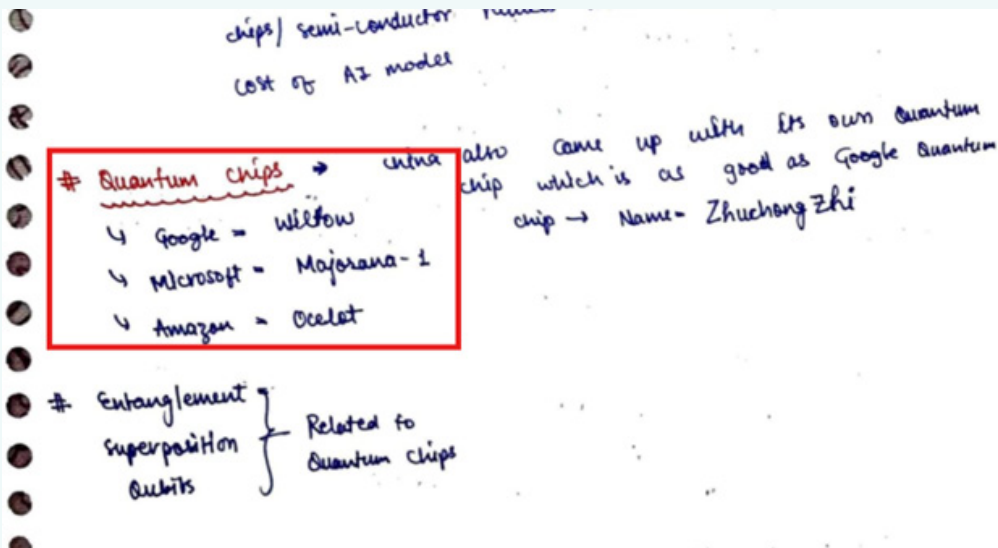 chips/ semi-conductor
cost of AI model
# Quantum chips → China also came up with its own Quantum
chip which is as good as Google Quantum
chip → Name - Zhuchong Zhi
↳ Google = Willow
↳ Microsoft = Majorana-1
↳ Amazon = Ocelot
# Entanglement
Superposition
Qubits
Related to
Quantum Chips